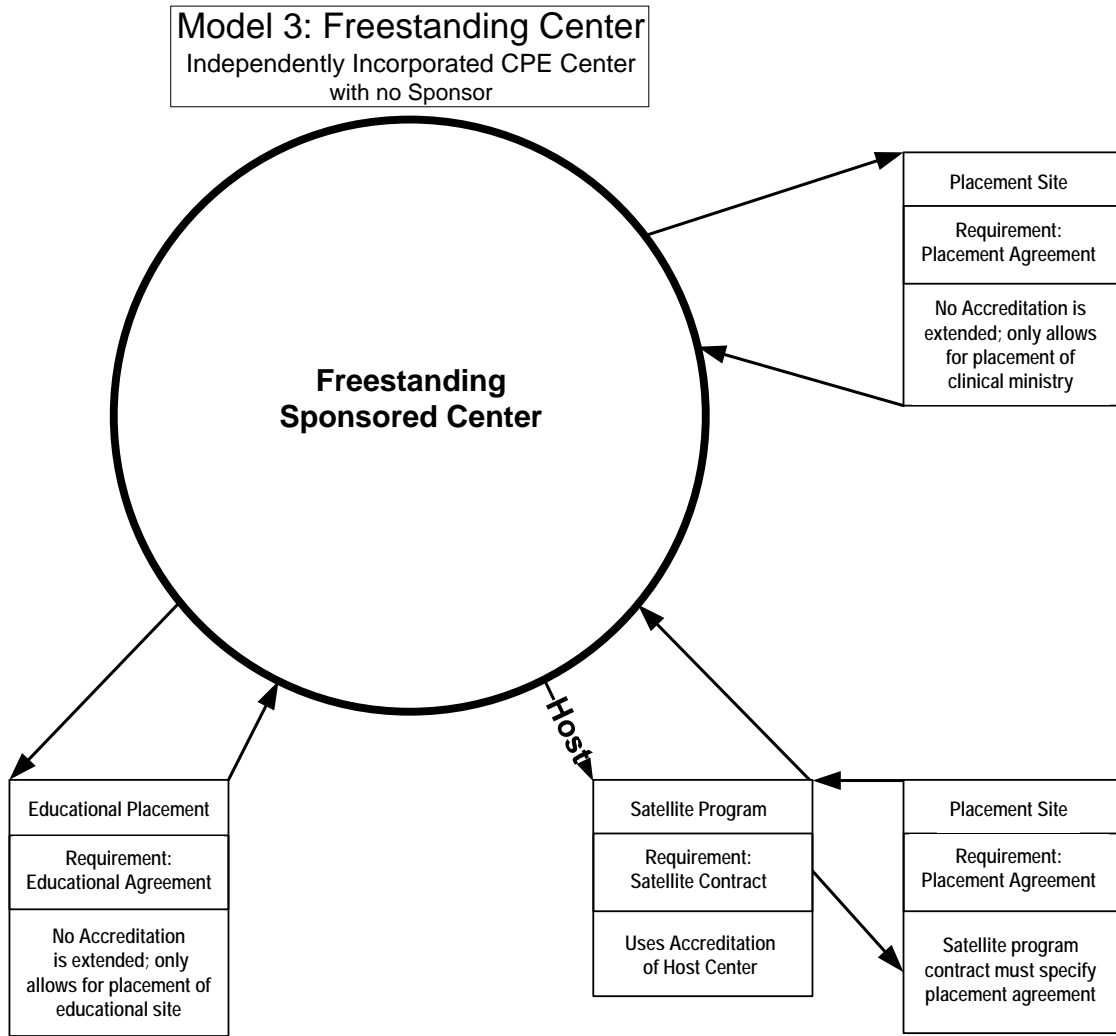 Model 3: Freestanding Center
Independently Incorporated CPE Center
with no Sponsor
Placement Site
Requirement:
Placement Agreement
No Accreditation is
extended; only allows
for placement of
clinical ministry
Freestanding
Sponsored Center
Host
Educational Placement
Requirement:
Educational Agreement
No Accreditation
is extended; only
allows for placement of
educational site
Satellite Program
Requirement:
Satellite Contract
Uses Accreditation
of Host Center
Placement Site
Requirement:
Placement Agreement
Satellite program
contract must specify
placement agreement